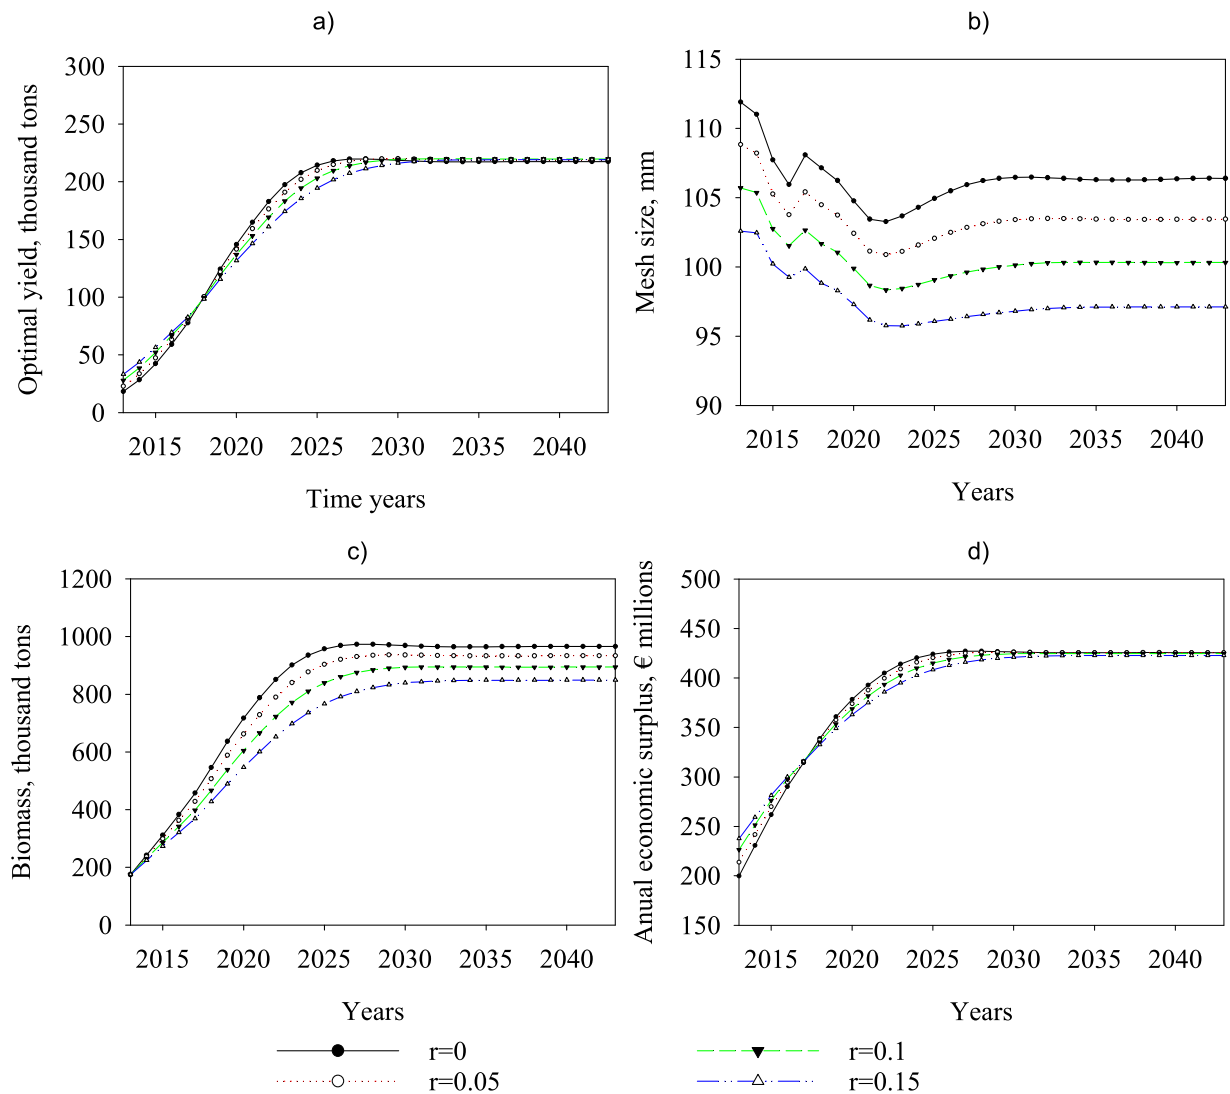 a)
300
250
200
150
100
50
0
Optimal yield, thousand tons
2015 2020 2025 2030 2035 2040
Time years
b)
115
110
105
100
95
90
Mesh size, mm
2015 2020 2025 2030 2035 2040
Years
c)
1200
1000
800
600
400
200
0
Biomass, thousand tons
2015 2020 2025 2030 2035 2040
Years
d)
500
450
400
350
300
250
200
150
Anual economic surplus, € millions
2015 2020 2025 2030 2035 2040
Years
r=0
r=0.05
r=0.1
r=0.15